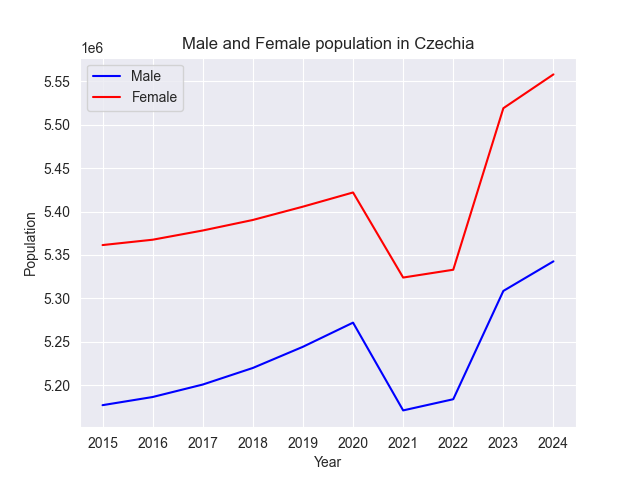 Male and Female population in Czechia
1e6
Male
Female
5.55
5.50
5.45
5.40
5.35
5.30
5.25
5.20
Population
2015 2016 2017 2018 2019 2020 2021 2022 2023 2024
Year